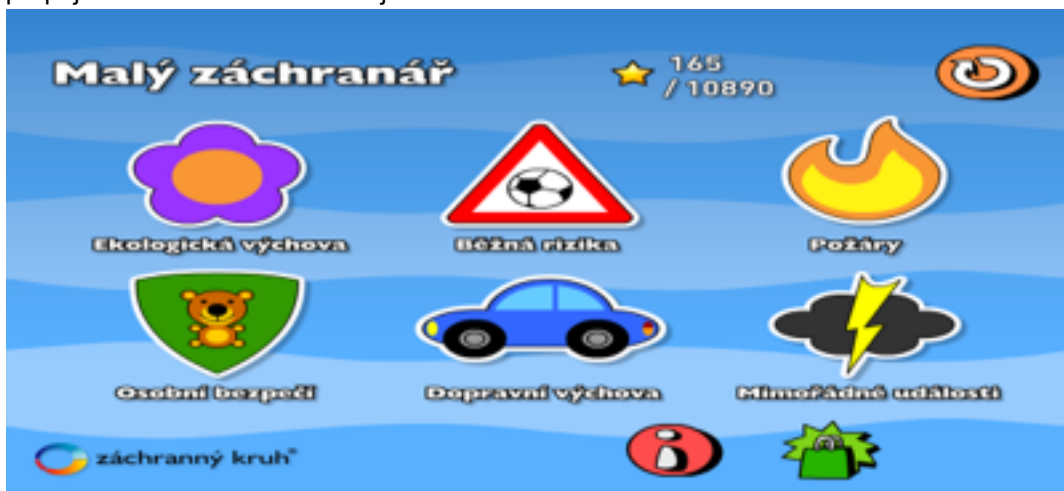 Malý záchranář
165
/ 10890
Ekologická výchova
Běžná rizika
Požáry
Osobní bezpečí
Dopravní výchova
Mimořádné události
záchranný kruh®